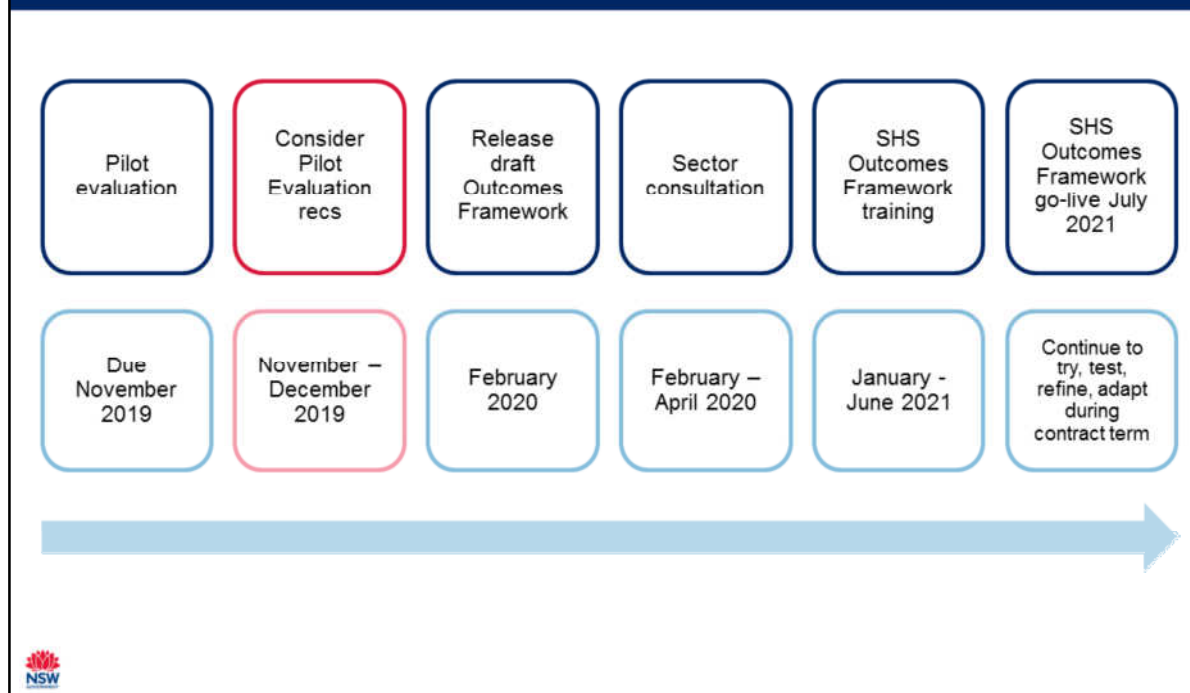 Pilot
evaluation
Consider
Pilot
Evaluation
recs
Release
draft
Outcomes
Framework
Sector
consultation
SHS
Outcomes
Framework
training
SHS
Outcomes
Framework
go-live July
2021
Due
November
2019
November –
December
2019
February
2020
February –
April 2020
January -
June 2021
Continue to
try, test,
refine, adapt
during
contract term
NSW
GOVERNMENT